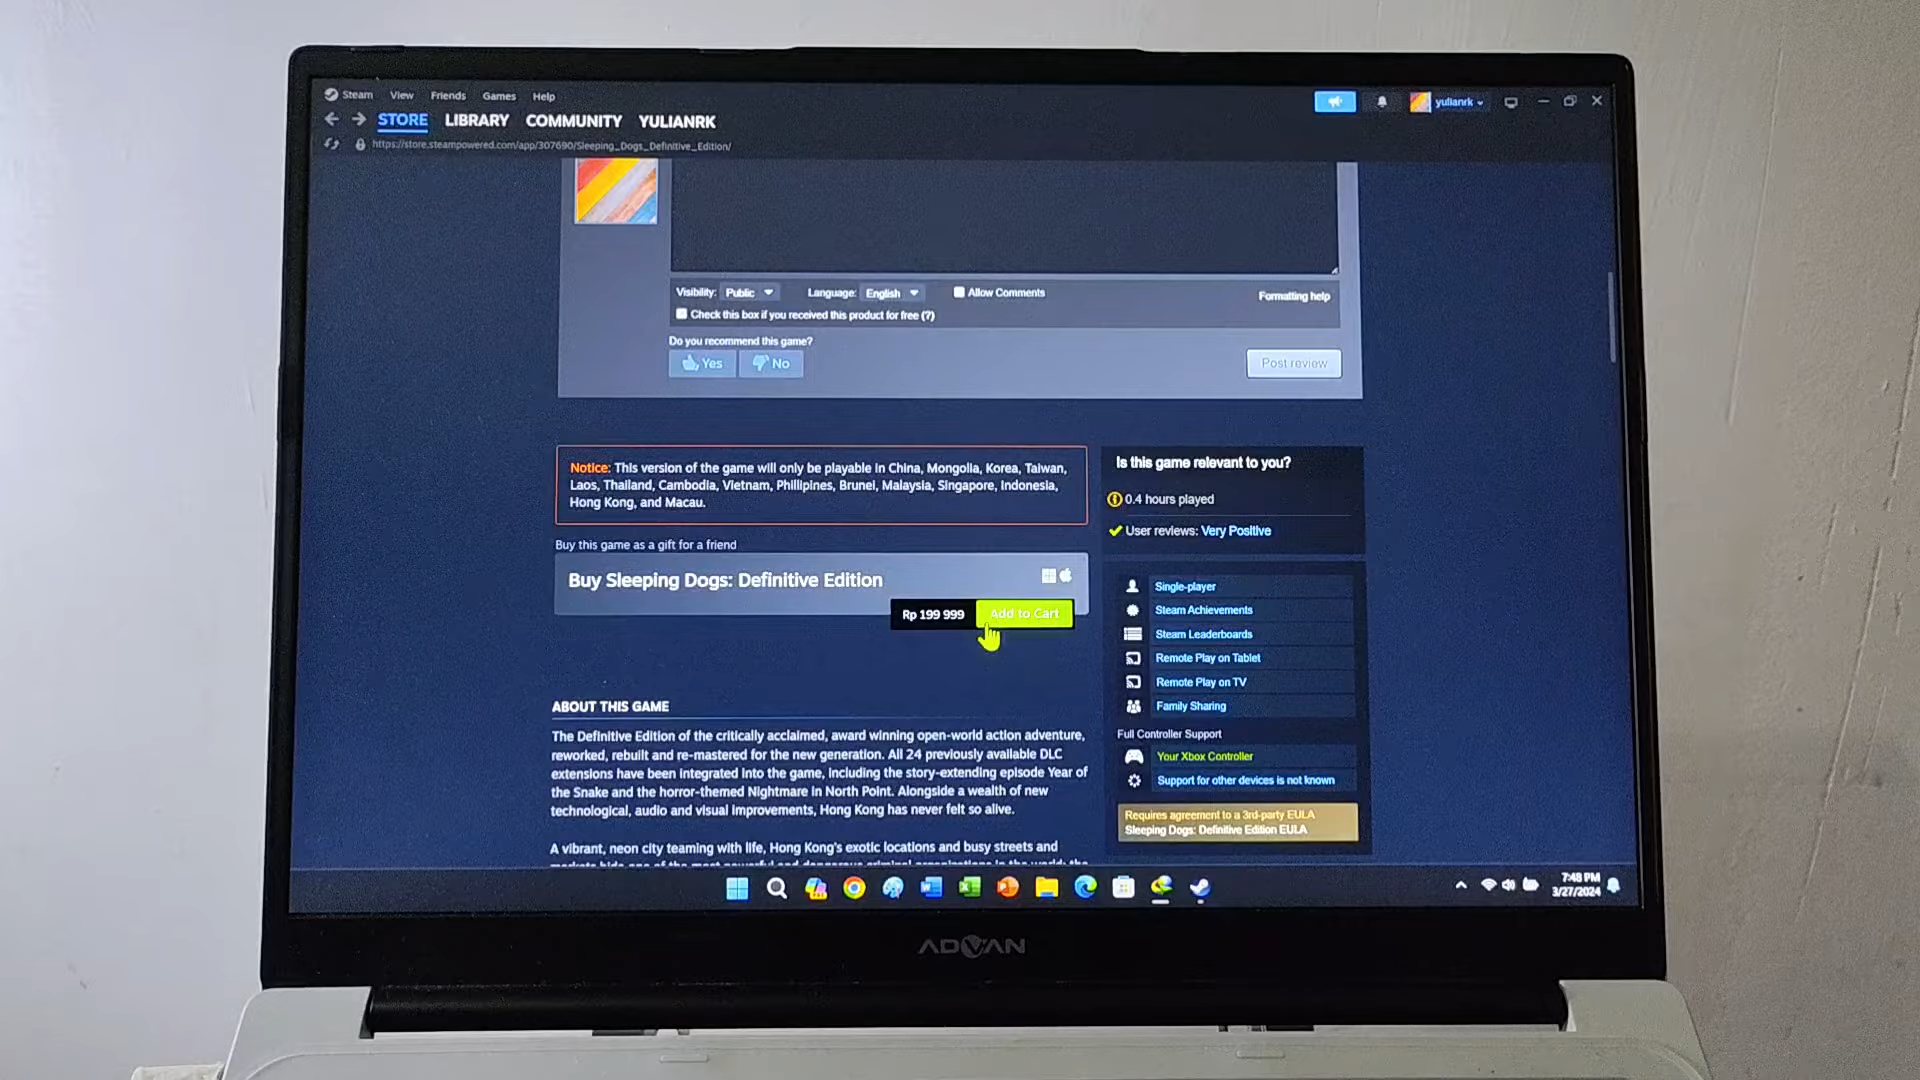 Steam View Friends Games Help
yulianrk
STORE LIBRARY COMMUNITY YULIANRK
https://store.steampowered.com/app/307690/Sleeping_Dogs_Definitive_Edition/
Visibility: Public Language: English Allow Comments Formatting help
Check this box if you received this product for free (?)
Do you recommend this game?
Yes No Post review
Notice: This version of the game will only be playable in China, Mongolia, Korea, Taiwan,
Laos, Thailand, Cambodia, Vietnam, Phillipines, Brunei, Malaysia, Singapore, Indonesia,
Hong Kong, and Macau.
Buy this game as a gift for a friend
Buy Sleeping Dogs: Definitive Edition
Rp 199 999 Add to Cart
ABOUT THIS GAME
The Definitive Edition of the critically acclaimed, award winning open-world action adventure,
reworked, rebuilt and re-mastered for the new generation. All 24 previously available DLC
extensions have been integrated into the game, including the story-extending episode Year of
the Snake and the horror-themed Nightmare in North Point. Alongside a wealth of new
technological, audio and visual improvements, Hong Kong has never felt so alive.
A vibrant, neon city teeming with life, Hong Kong's exotic locations and busy streets and
Is this game relevant to you?
0.4 hours played
User reviews: Very Positive
Single-player
Steam Achievements
Steam Leaderboards
Remote Play on Tablet
Remote Play on TV
Family Sharing
Full Controller Support
Your Xbox Controller
Support for other devices is not known
Requires agreement to a 3rd-party EULA
Sleeping Dogs: Definitive Edition EULA
7:48 PM
3/27/2024
ADVAN